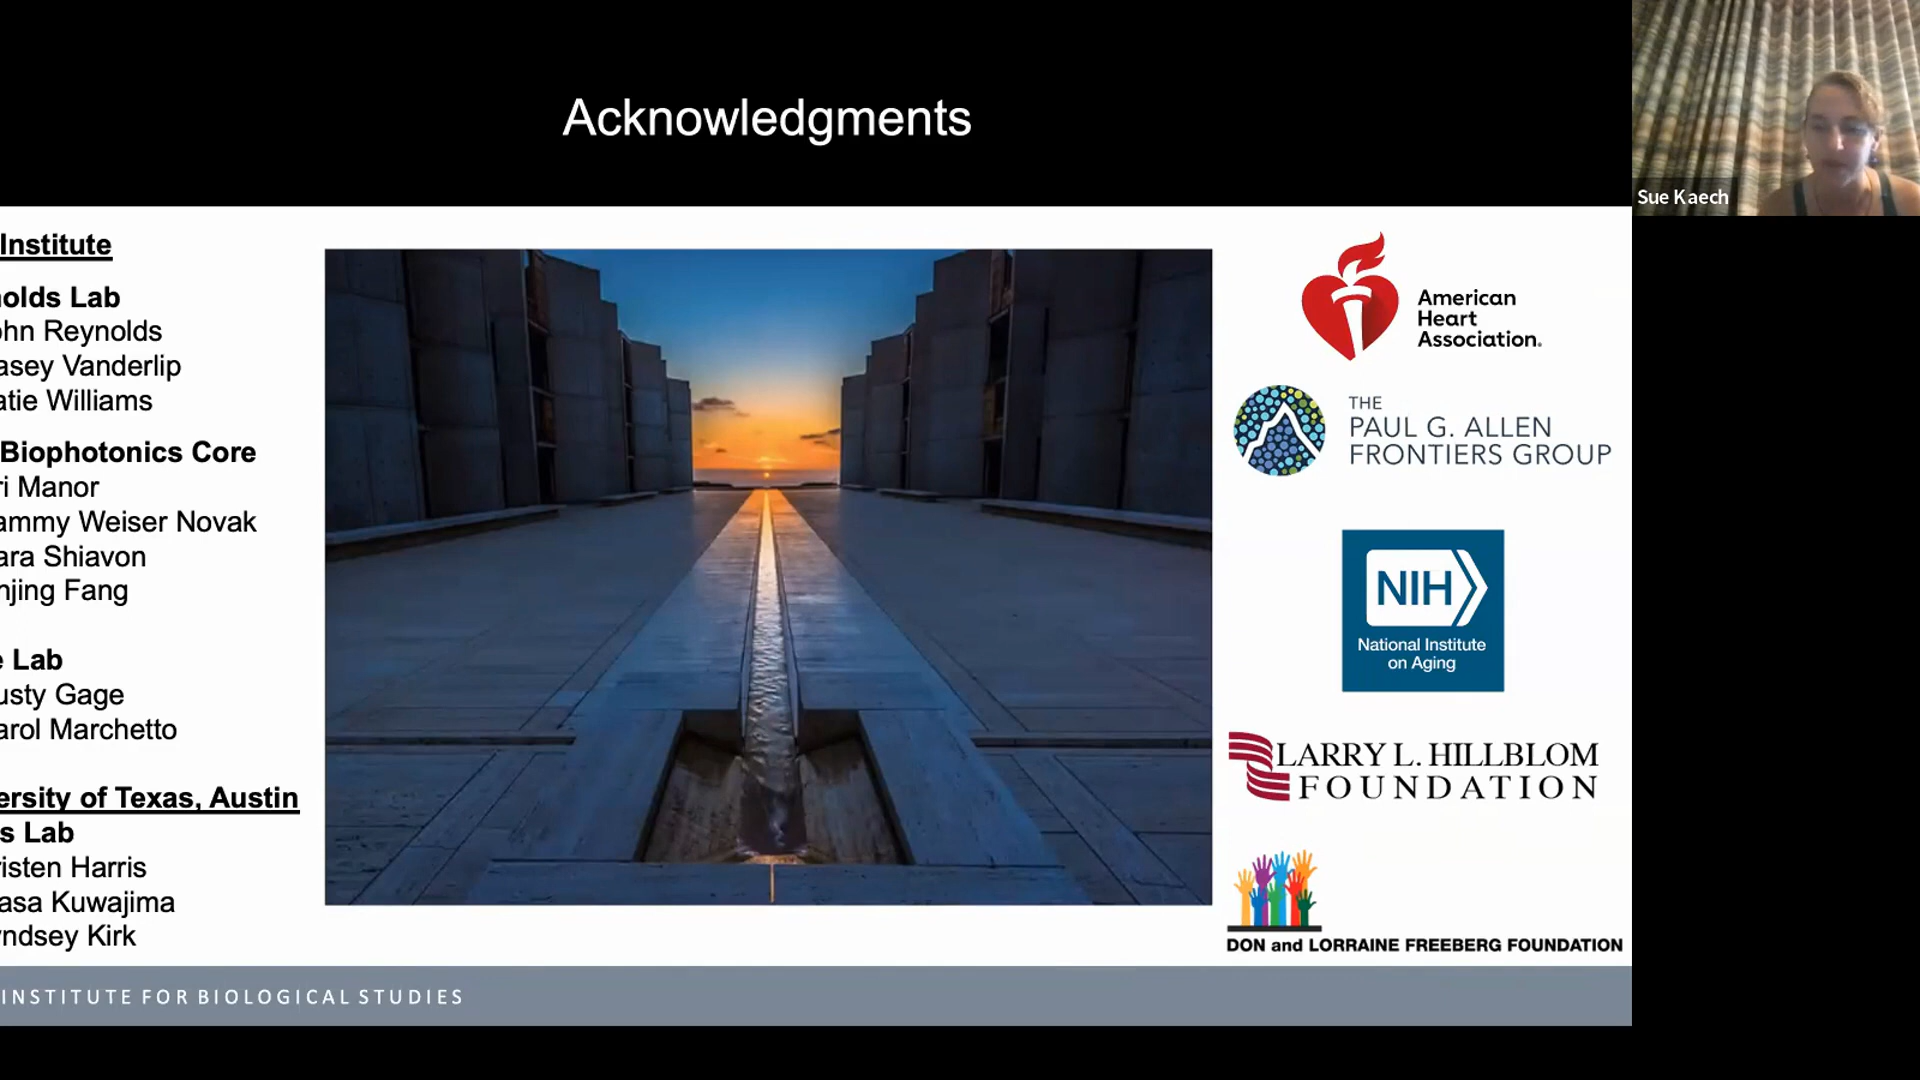 Acknowledgments
Sue Kaech
Institute
olds Lab
ohn Reynolds
asey Vanderlip
atie Williams
Biophotonics Core
ri Manor
ammy Weiser Novak
ara Shiavon
njing Fang
e Lab
usty Gage
arol Marchetto
ersity of Texas, Austin
s Lab
risten Harris
asa Kuwajima
yndsey Kirk
American
Heart
Association.
THE
PAUL G. ALLEN
FRONTIERS GROUP
NIH
National Institute
on Aging
LARRY L. HILLBLOM
FOUNDATION
DON and LORRAINE FREEBERG FOUNDATION
INSTITUTE FOR BIOLOGICAL STUDIES